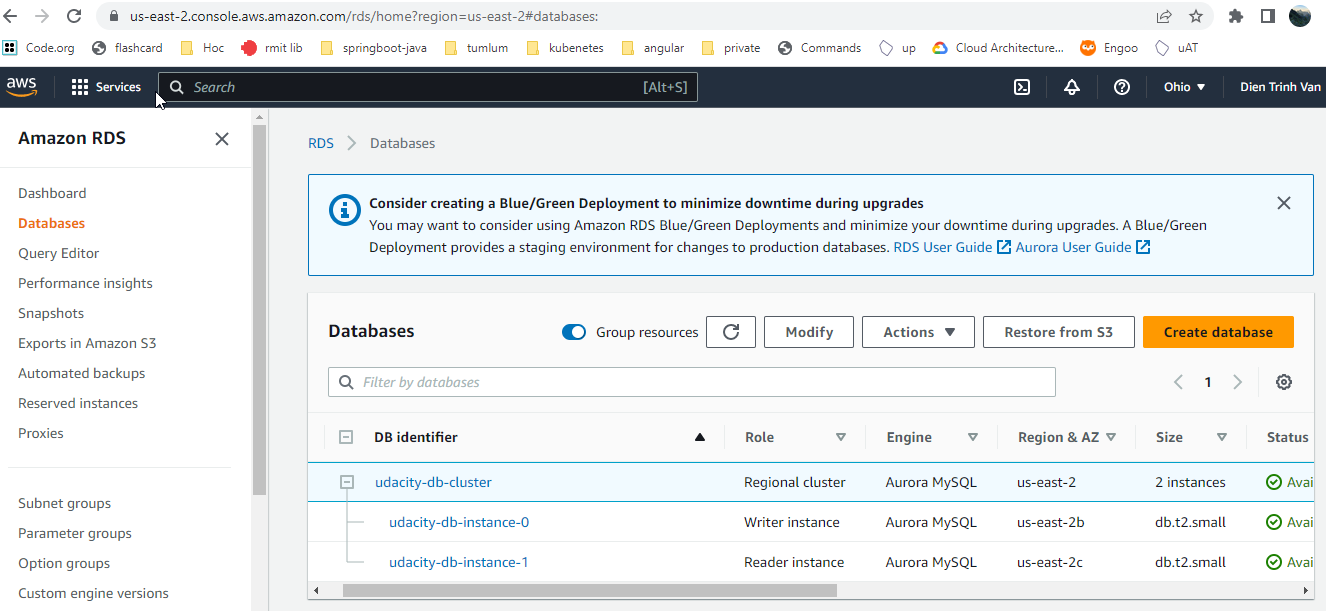 us-east-2.console.aws.amazon.com/rds/home?region=us-east-2#databases:
Code.org flashcard Hoc rmit lib springboot-java tumlum kubenetes angular private Commands up Cloud Architecture... Engoo uAT
aws Services Search [Alt+S] Ohio Dien Trinh Van
Amazon RDS
Dashboard
Databases
Query Editor
Performance insights
Snapshots
Exports in Amazon S3
Automated backups
Reserved instances
Proxies
Subnet groups
Parameter groups
Option groups
Custom engine versions
RDS Databases
Consider creating a Blue/Green Deployment to minimize downtime during upgrades
You may want to consider using Amazon RDS Blue/Green Deployments and minimize your downtime during upgrades. A Blue/Green
Deployment provides a staging environment for changes to production databases. RDS User Guide Aurora User Guide
Databases Group resources Modify Actions Restore from S3 Create database
Filter by databases 1
DB identifier Role Engine Region & AZ Size Status
udacity-db-cluster Regional cluster Aurora MySQL us-east-2 2 instances Avai
udacity-db-instance-0 Writer instance Aurora MySQL us-east-2b db.t2.small Avai
udacity-db-instance-1 Reader instance Aurora MySQL us-east-2c db.t2.small Avai